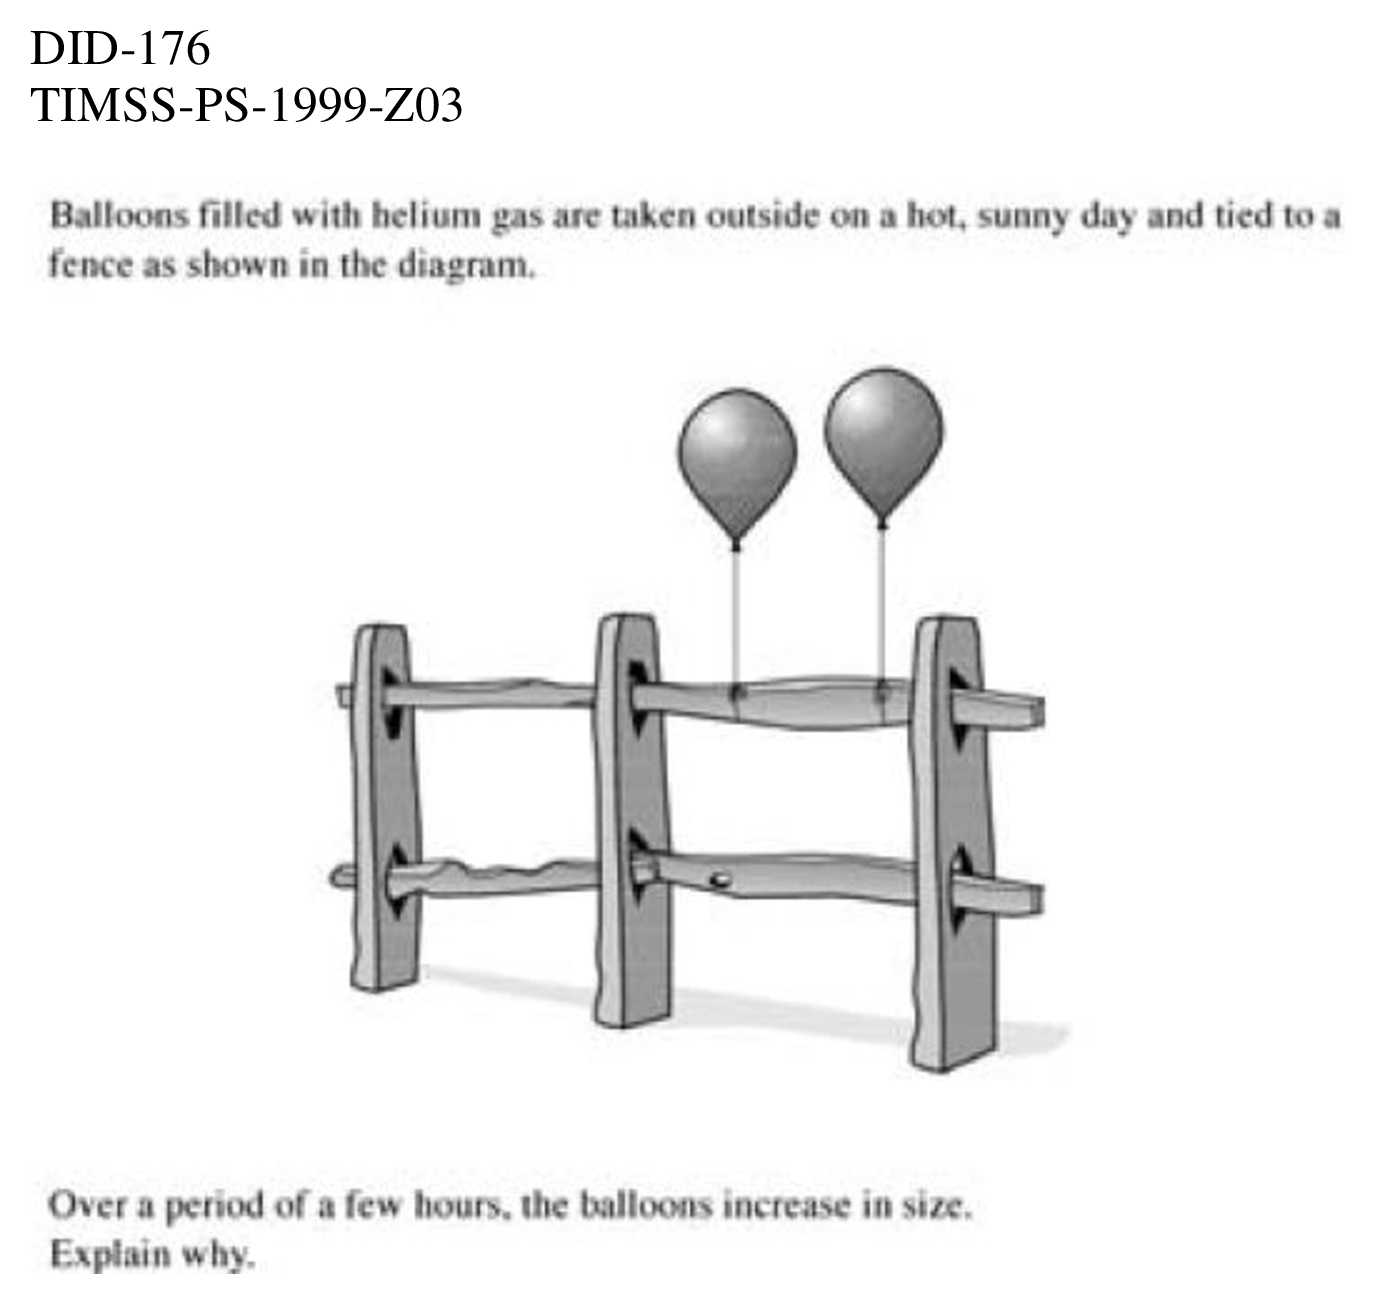 DID-176
TIMSS-PS-1999-Z03
Balloons filled with helium gas are taken outside on a hot, sunny day and tied to a
fence as shown in the diagram.
Over a period of a few hours, the balloons increase in size.
Explain why.